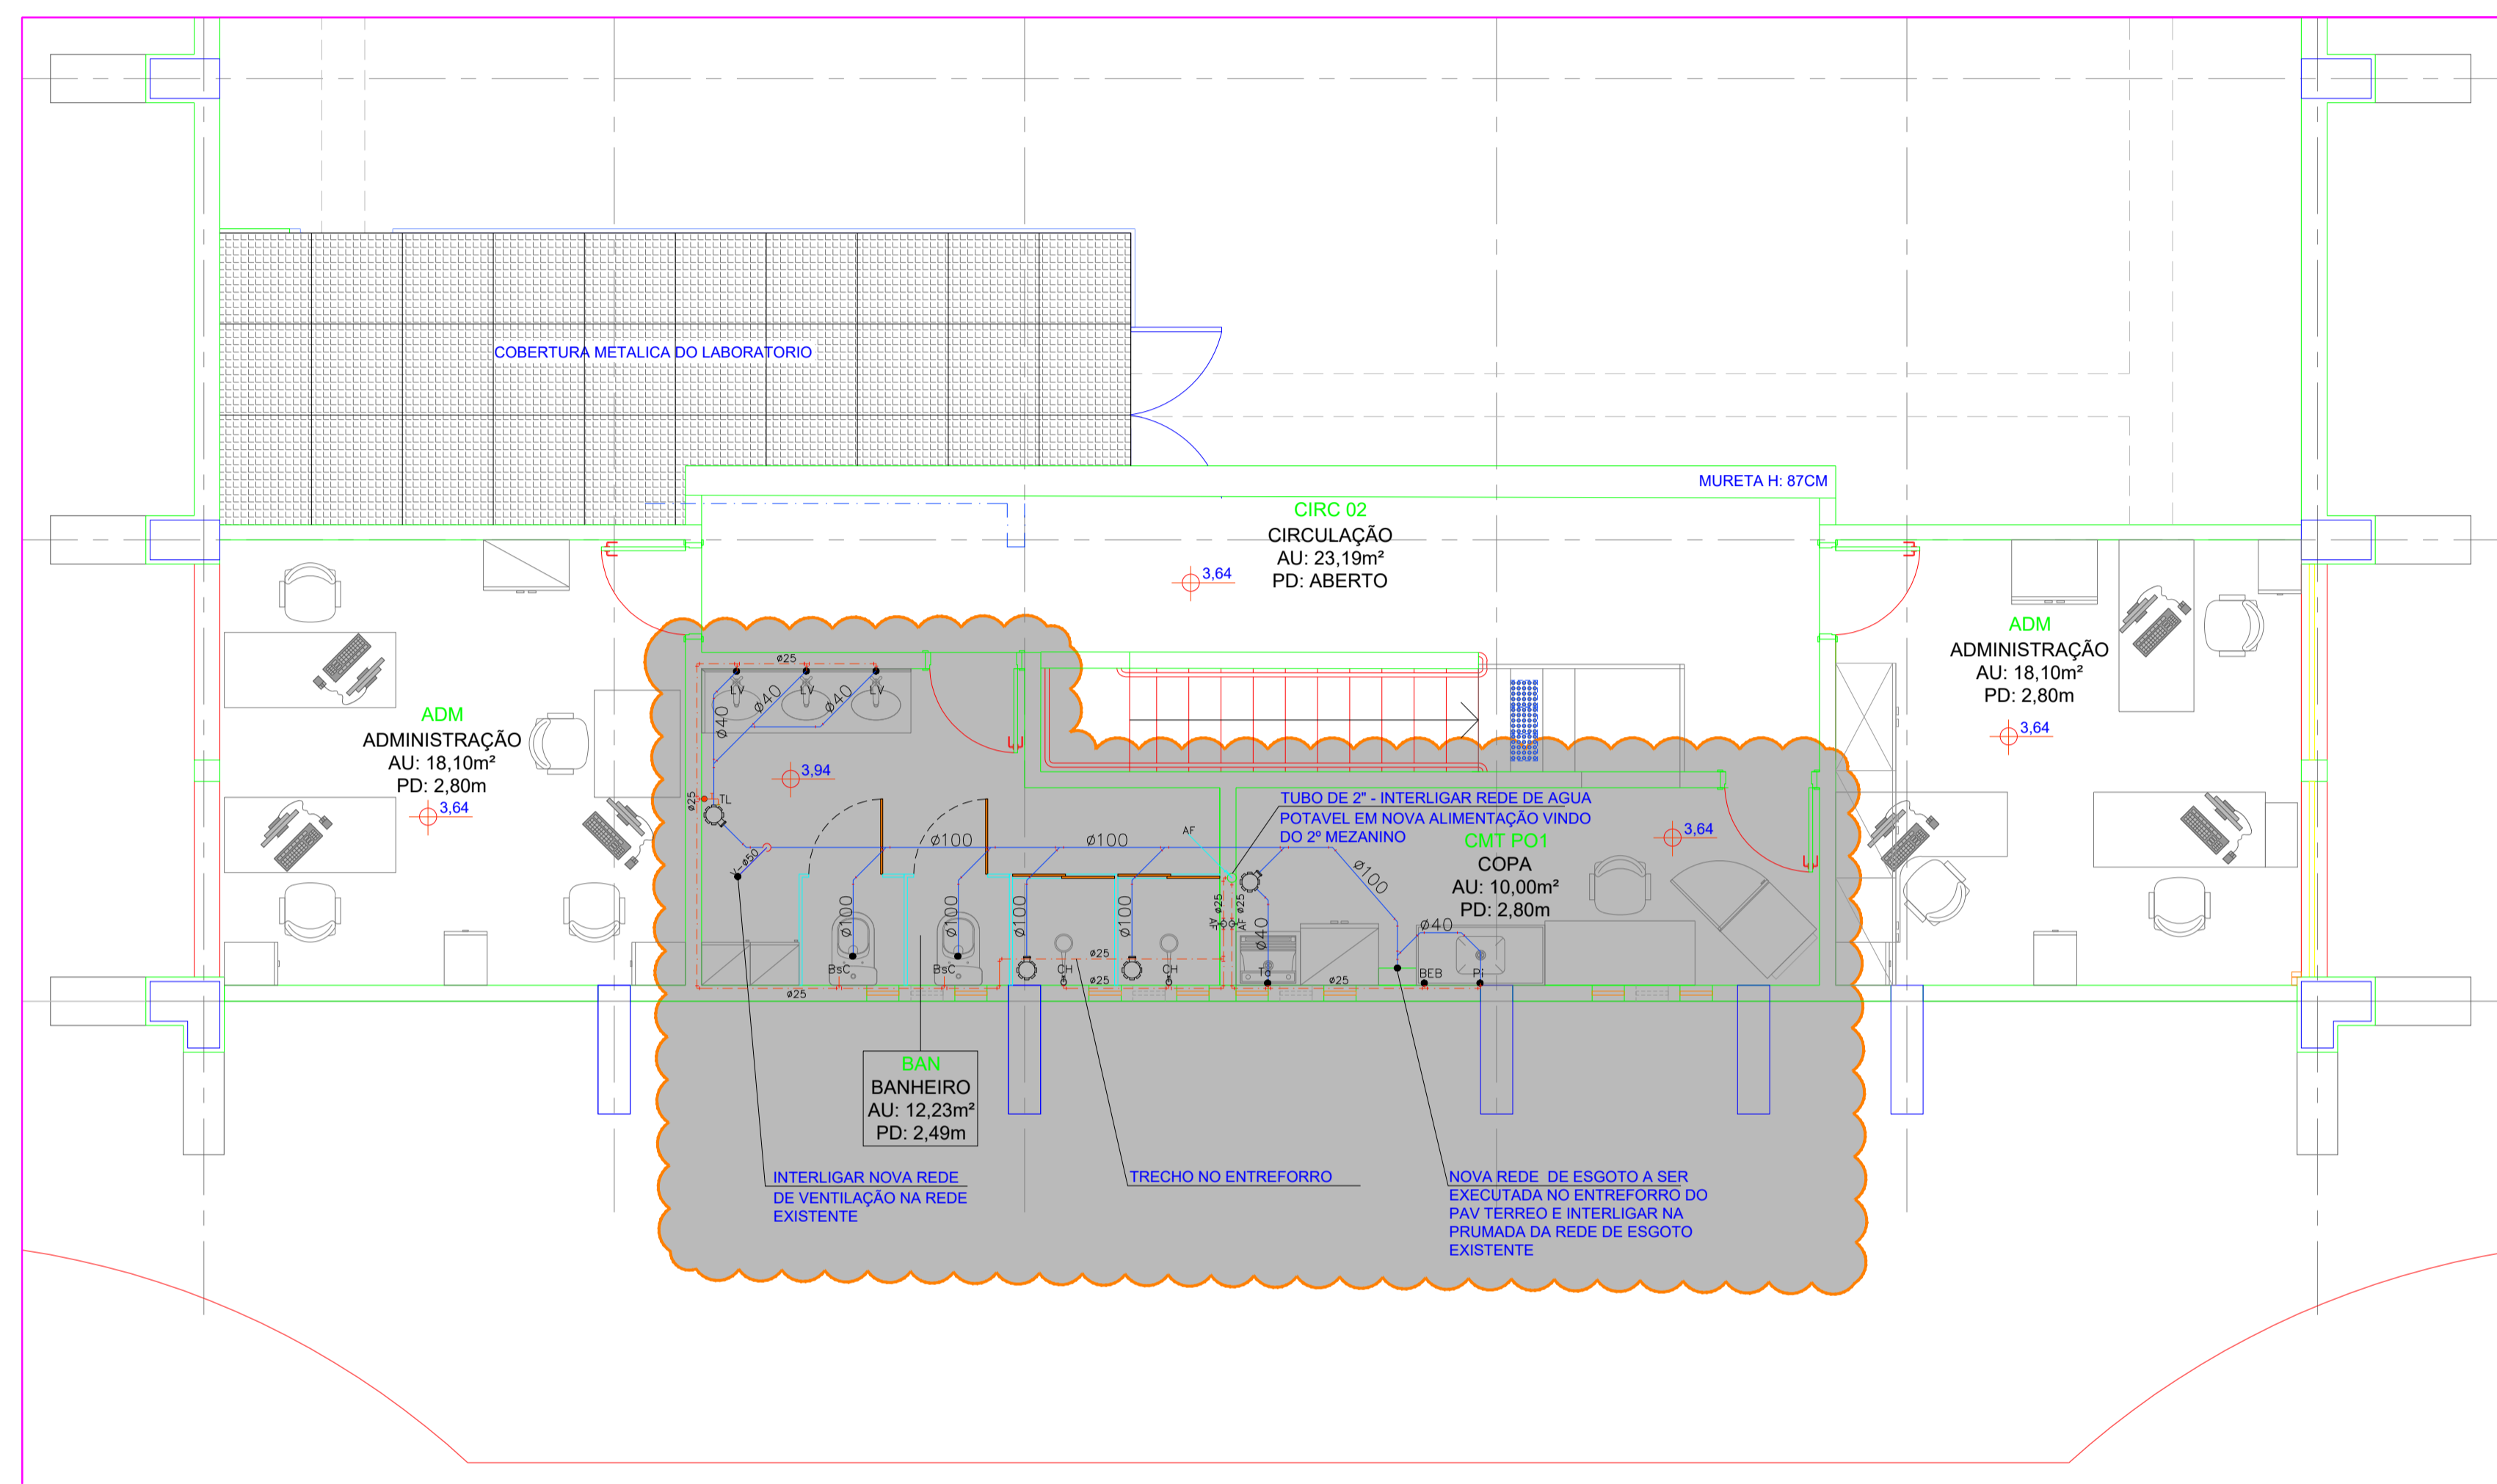 COBERTURA METALICA DO LABORATORIO
MURETA H: 87CM
CIRC 02
CIRCULAÇÃO
AU: 23,19m²
PD: ABERTO
3,64
ADM
ADMINISTRAÇÃO
AU: 18,10m²
PD: 2,80m
3,64
ADM
ADMINISTRAÇÃO
AU: 18,10m²
PD: 2,80m
3,64
ø25
LV
LV
LV
ø40
ø40
ø40
3,94
ø25
TL
V-ø50
ø100
ø100
AF
TUBO DE 2" - INTERLIGAR REDE DE AGUA
POTAVEL EM NOVA ALIMENTAÇÃO VINDO
DO 2º MEZANINO
CMT PO1
COPA
AU: 10,00m²
PD: 2,80m
3,64
ø100
ø100
ø100
ø100
ø100
AF ø25
AF ø25
ø40
ø40
BsC
BsC
CH
CH
ø25
ø25
ø25
Tq
ø25
BEB
Pi
BAN
BANHEIRO
AU: 12,23m²
PD: 2,49m
INTERLIGAR NOVA REDE
DE VENTILAÇÃO NA REDE
EXISTENTE
TRECHO NO ENTREFORRO
NOVA REDE DE ESGOTO A SER
EXECUTADA NO ENTREFORRO DO
PAV TERREO E INTERLIGAR NA
PRUMADA DA REDE DE ESGOTO
EXISTENTE